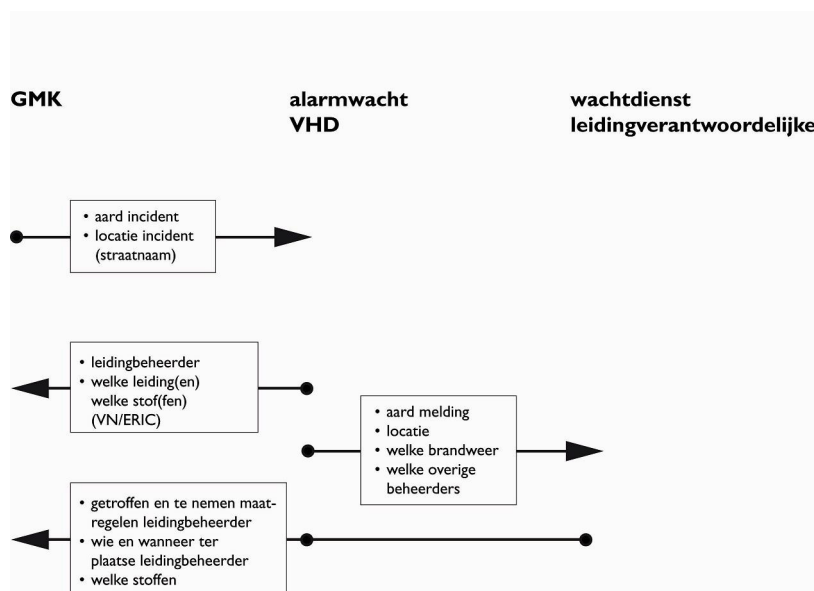 GMK
alarmwacht
VHD
wachtdienst
leidingverantwoordelijke
• aard incident
• locatie incident
(straatnaam)
• leidingbeheerder
• welke leiding(en)
welke stof(fen)
(VN/ERIC)
• aard melding
• locatie
• welke brandweer
• welke overige
beheerders
• getroffen en te nemen maat-
regelen leidingbeheerder
• wie en wanneer ter
plaatse leidingbeheerder
• welke stoffen